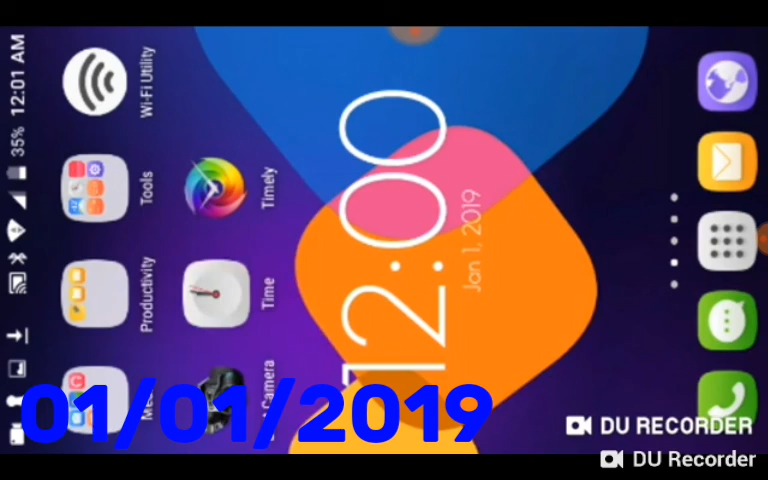 12:01 AM
35%
Wi-Fi Utility
Tools
Productivity
Timely
Time
Camera
12:00
Jan 1, 2019
01/01/2019
DU RECORDER
DU Recorder